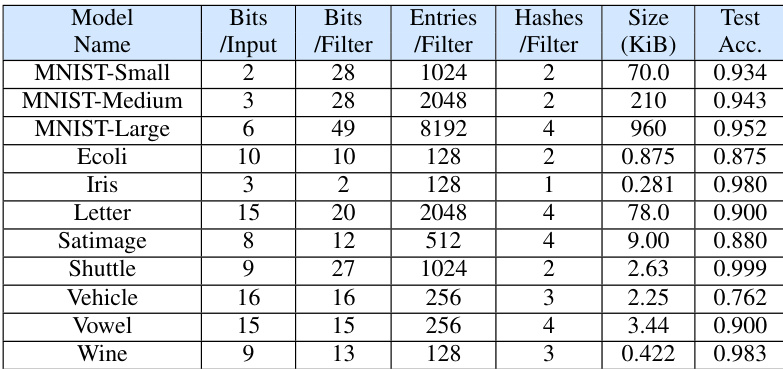 Model Name Bits /Input Bits /Filter Entries /Filter Hashes /Filter Size (KiB) Test Acc.
MNIST-Small 2 28 1024 2 70.0 0.934
MNIST-Medium 3 28 2048 2 210 0.943
MNIST-Large 6 49 8192 4 960 0.952
Ecoli 10 10 128 2 0.875 0.875
Iris 3 2 128 1 0.281 0.980
Letter 15 20 2048 4 78.0 0.900
Satimage 8 12 512 4 9.00 0.880
Shuttle 9 27 1024 2 2.63 0.999
Vehicle 16 16 256 3 2.25 0.762
Vowel 15 15 256 4 3.44 0.900
Wine 9 13 128 3 0.422 0.983